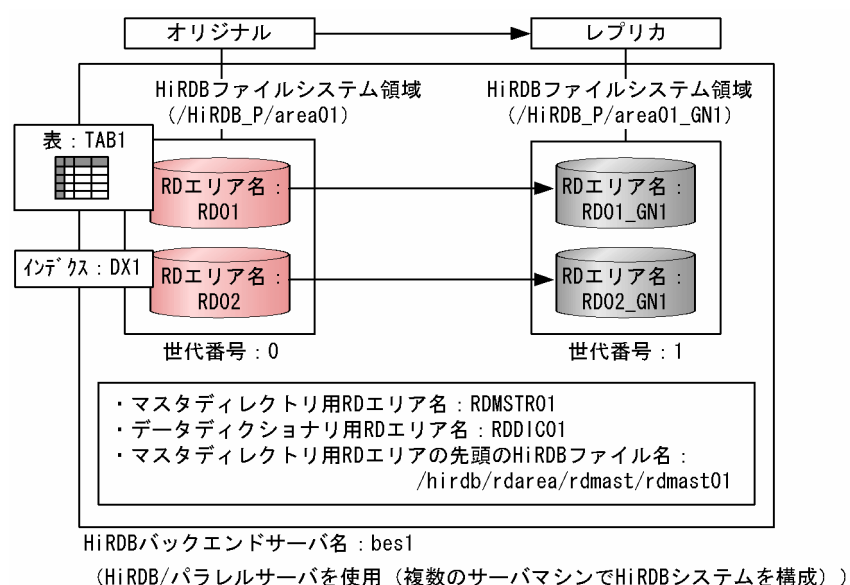 オリジナル
レプリカ
HiRDBファイルシステム領域
(/HiRDB_P/area01)
HiRDBファイルシステム領域
(/HiRDB_P/area01_GN1)
表：TAB1
RDエリア名：
RD01
RDエリア名：
RD01_GN1
インデクス：DX1
RDエリア名：
RD02
RDエリア名：
RD02_GN1
世代番号：0
世代番号：1
・マスタディレクトリ用RDエリア名：RDMSTR01
・データディクショナリ用RDエリア名：RDDIC01
・マスタディレクトリ用RDエリアの先頭のHiRDBファイル名：
/hirdb/rdarea/rdmast/rdmast01
HiRDBバックエンドサーバ名：bes1
（HiRDB/パラレルサーバを使用（複数のサーバマシンでHiRDBシステムを構成））